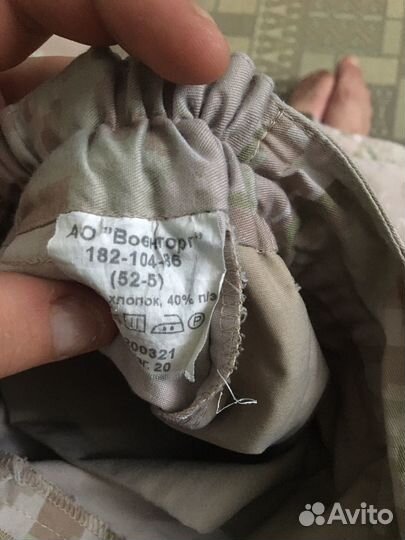 АО "Военторг"
182-104-86
(52-5)
хлопок, 40% п/э
P
200321
20
Avito